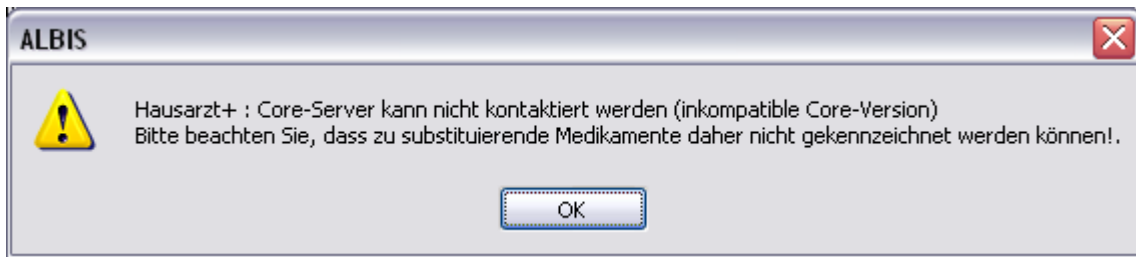 ALBIS
Hausarzt+ : Core-Server kann nicht kontaktiert werden (inkompatible Core-Version)
Bitte beachten Sie, dass zu substituierende Medikamente daher nicht gekennzeichnet werden können!.
OK